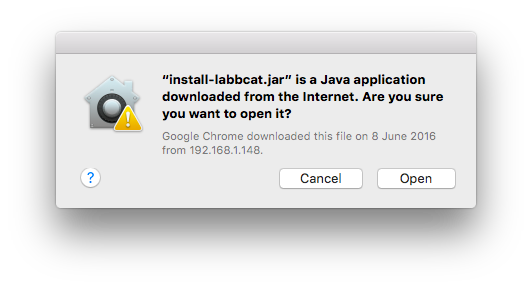 “install-labbcat.jar” is a Java application
downloaded from the Internet. Are you sure
you want to open it?
Google Chrome downloaded this file on 8 June 2016
from 192.168.1.148.
?
Cancel
Open